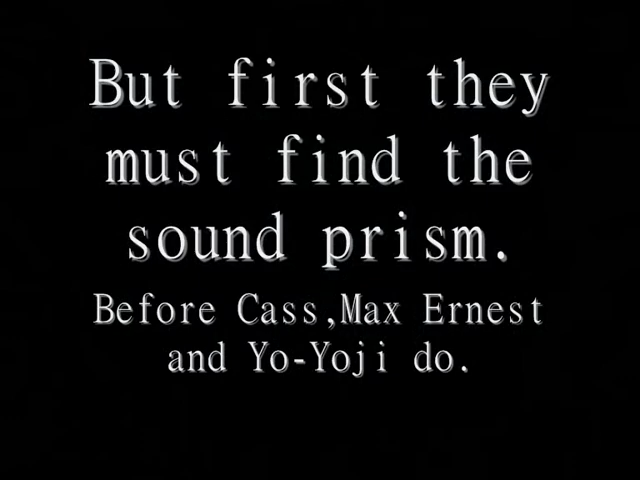 But first they
must find the
sound prism.
Before Cass,Max Ernest
and Yo-Yoji do.